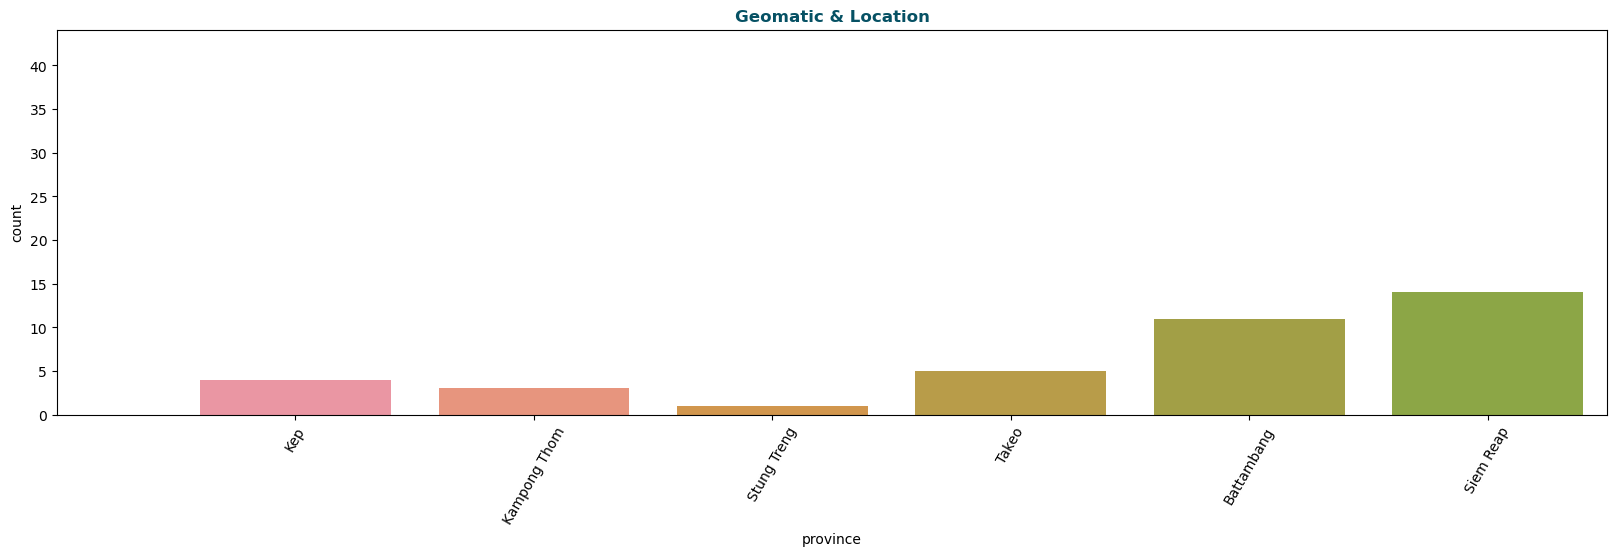 Geomatic & Location
count
40
35
30
25
20
15
10
5
0
Kep
Kampong Thom
Stung Treng
Takeo
Battambang
Siem Reap
province